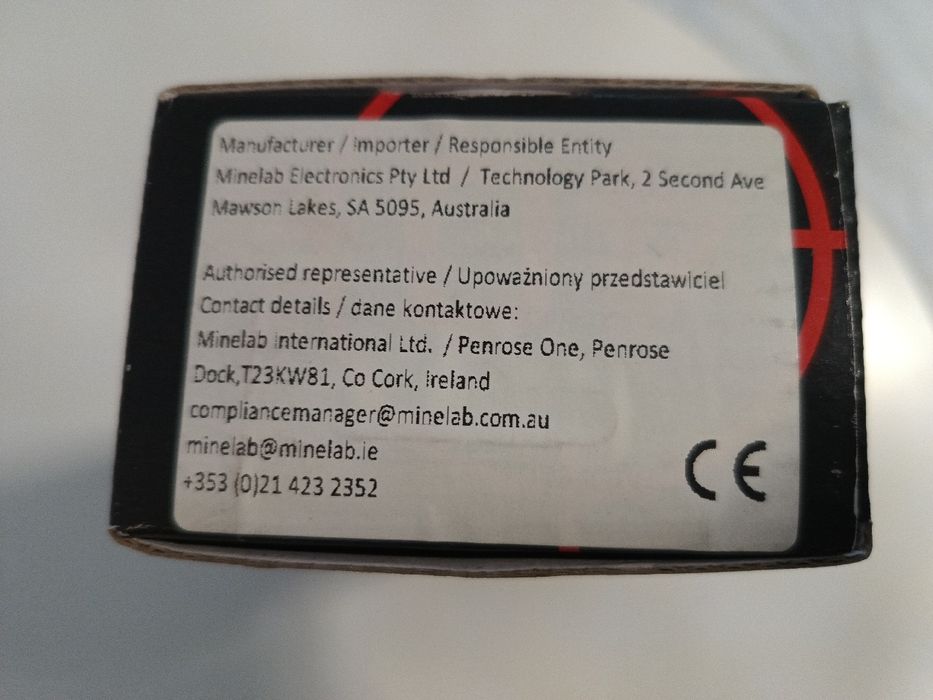 Manufacturer / Importer / Responsible Entity
Minelab Electronics Pty Ltd / Technology Park, 2 Second Ave
Mawson Lakes, SA 5095, Australia
Authorised representative / Upoważniony przedstawiciel
Contact details / dane kontaktowe:
Minelab International Ltd. / Penrose One, Penrose
Dock,T23KW81, Co Cork, Ireland
compliancemanager@minelab.com.au
minelab@minelab.ie
+353 (0)21 423 2352
CE